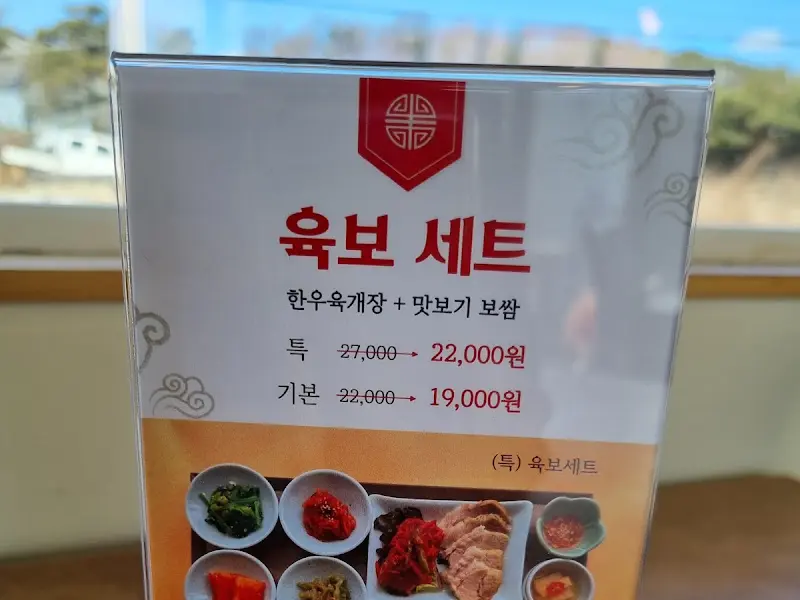 육보 세트
한우육개장 + 맛보기 보쌈
특 27,000 → 22,000원
기본 22,000 → 19,000원
(특) 육보세트